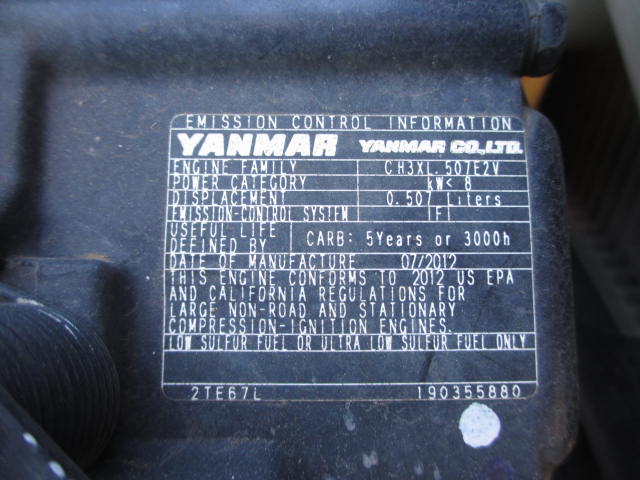 EMISSION CONTROL INFORMATION
YANMAR YANMAR CO.,LTD.
ENGINE FAMILY CH3XL.507E2V
POWER CATEGORY kW< 8
DISPLACEMENT 0.507 Liters
EMISSION-CONTROL SYSTEM IFI
USEFUL LIFE
DEFINED BY CARB: 5Years or 3000h
DATE OF MANUFACTURE 07/2012
THIS ENGINE CONFORMS TO 2012 US EPA
AND CALIFORNIA REGULATIONS FOR
LARGE NON-ROAD AND STATIONARY
COMPRESSION-IGNITION ENGINES.
LOW SULFUR FUEL OR ULTRA LOW SULFUR FUEL ONLY
2TE67L 190355880